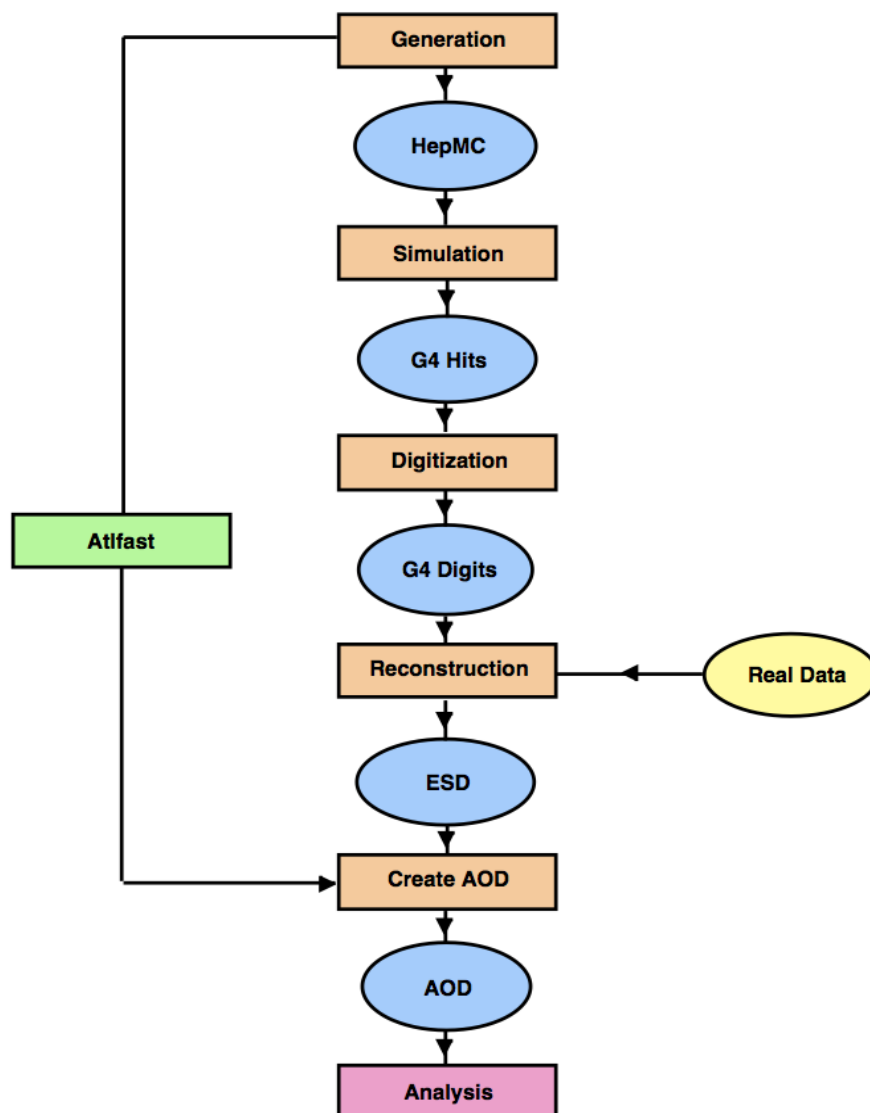 Generation
HepMC
Simulation
G4 Hits
Digitization
Atlfast
G4 Digits
Reconstruction
Real Data
ESD
Create AOD
AOD
Analysis